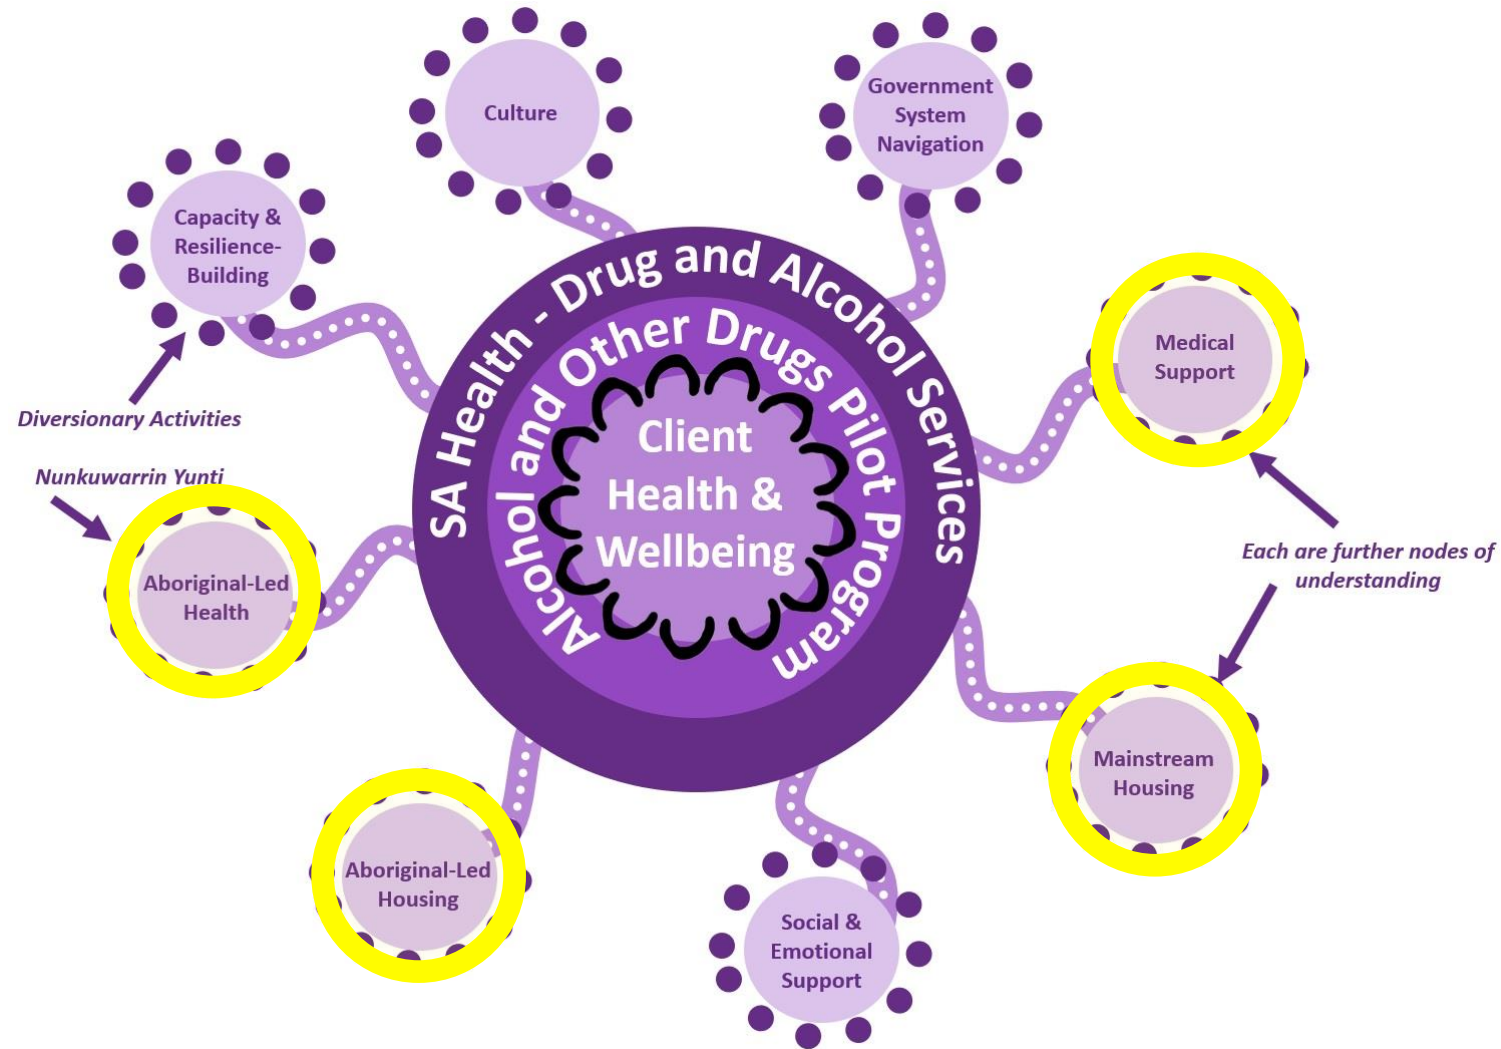 Culture
Government
System
Navigation
Capacity &
Resilience-
Building
SA Health - Drug and Alcohol Services
Alcohol and Other Drugs Pilot Program
Client
Health &
Wellbeing
Medical
Support
Diversionary Activities
Nunkuwarrin Yunti
Aboriginal-Led
Health
Each are further nodes of
understanding
Mainstream
Housing
Aboriginal-Led
Housing
Social &
Emotional
Support